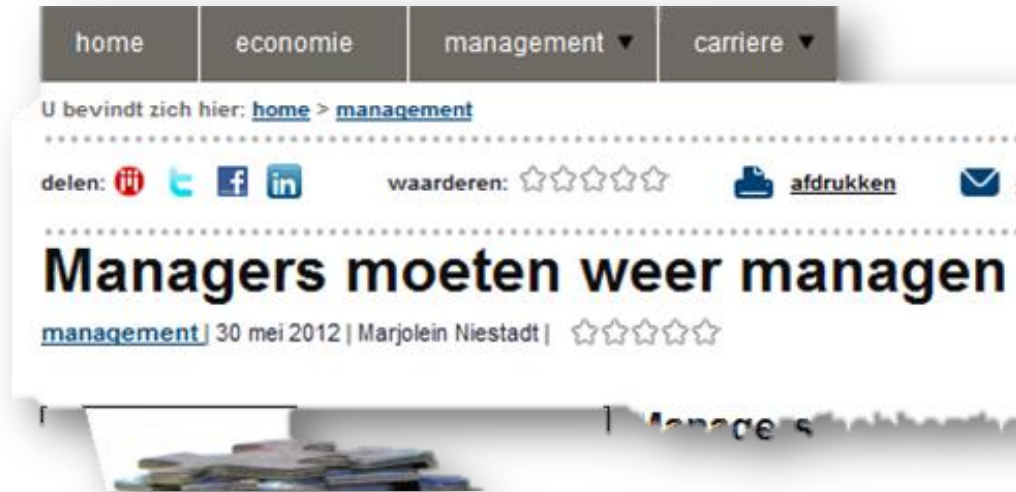 home economie management carriere
U bevindt zich hier: home > management
delen: waarderen: afdrukken
Managers moeten weer managen
management | 30 mei 2012 | Marjolein Niestadt |
Managers